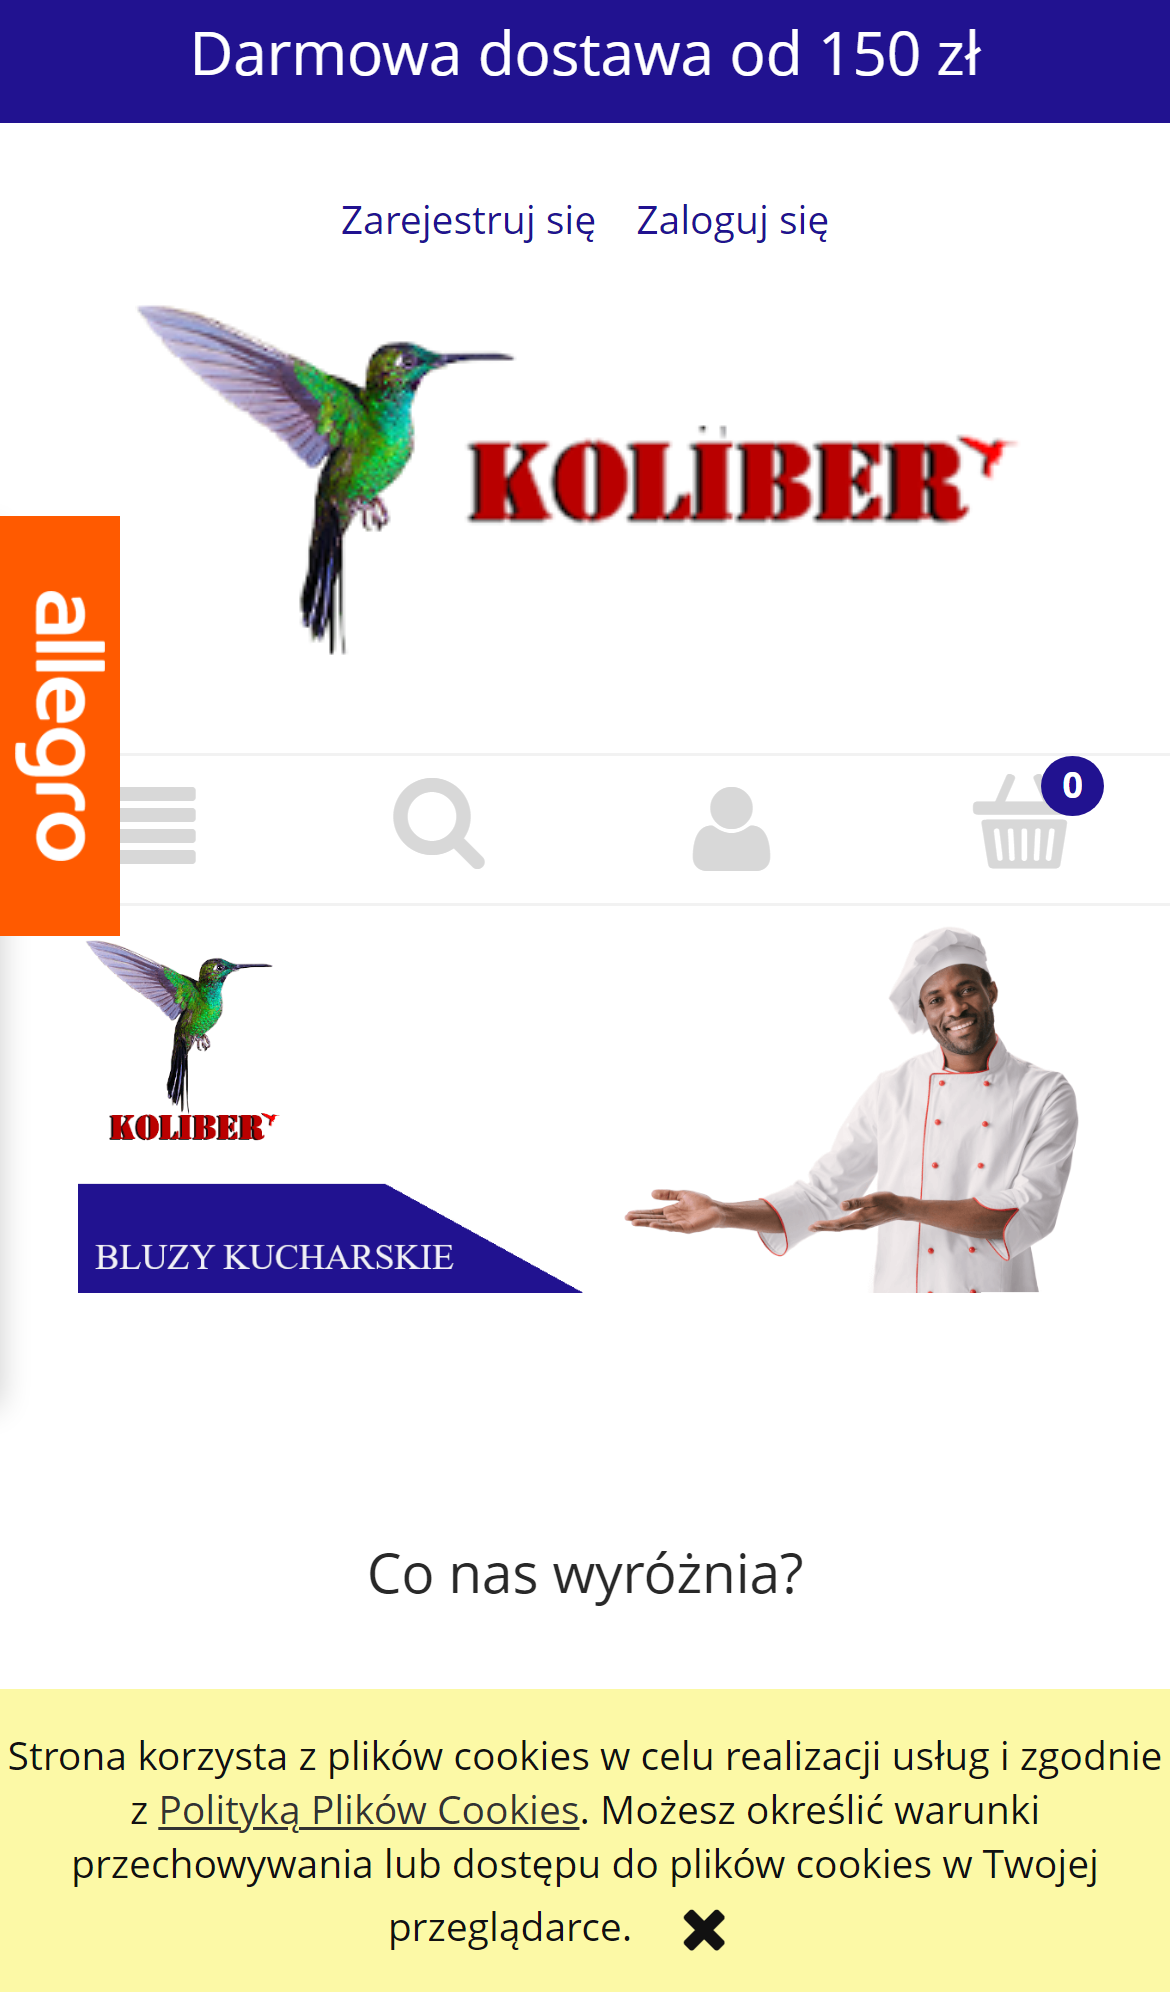 Darmowa dostawa od 150 zł
Zarejestruj się Zaloguj się
KOLIBER
allegro
0
KOLIBER
BLUZY KUCHARSKIE
Co nas wyróżnia?
Strona korzysta z plików cookies w celu realizacji usług i zgodnie
z Polityką Plików Cookies. Możesz określić warunki
przechowywania lub dostępu do plików cookies w Twojej
przeglądarce.